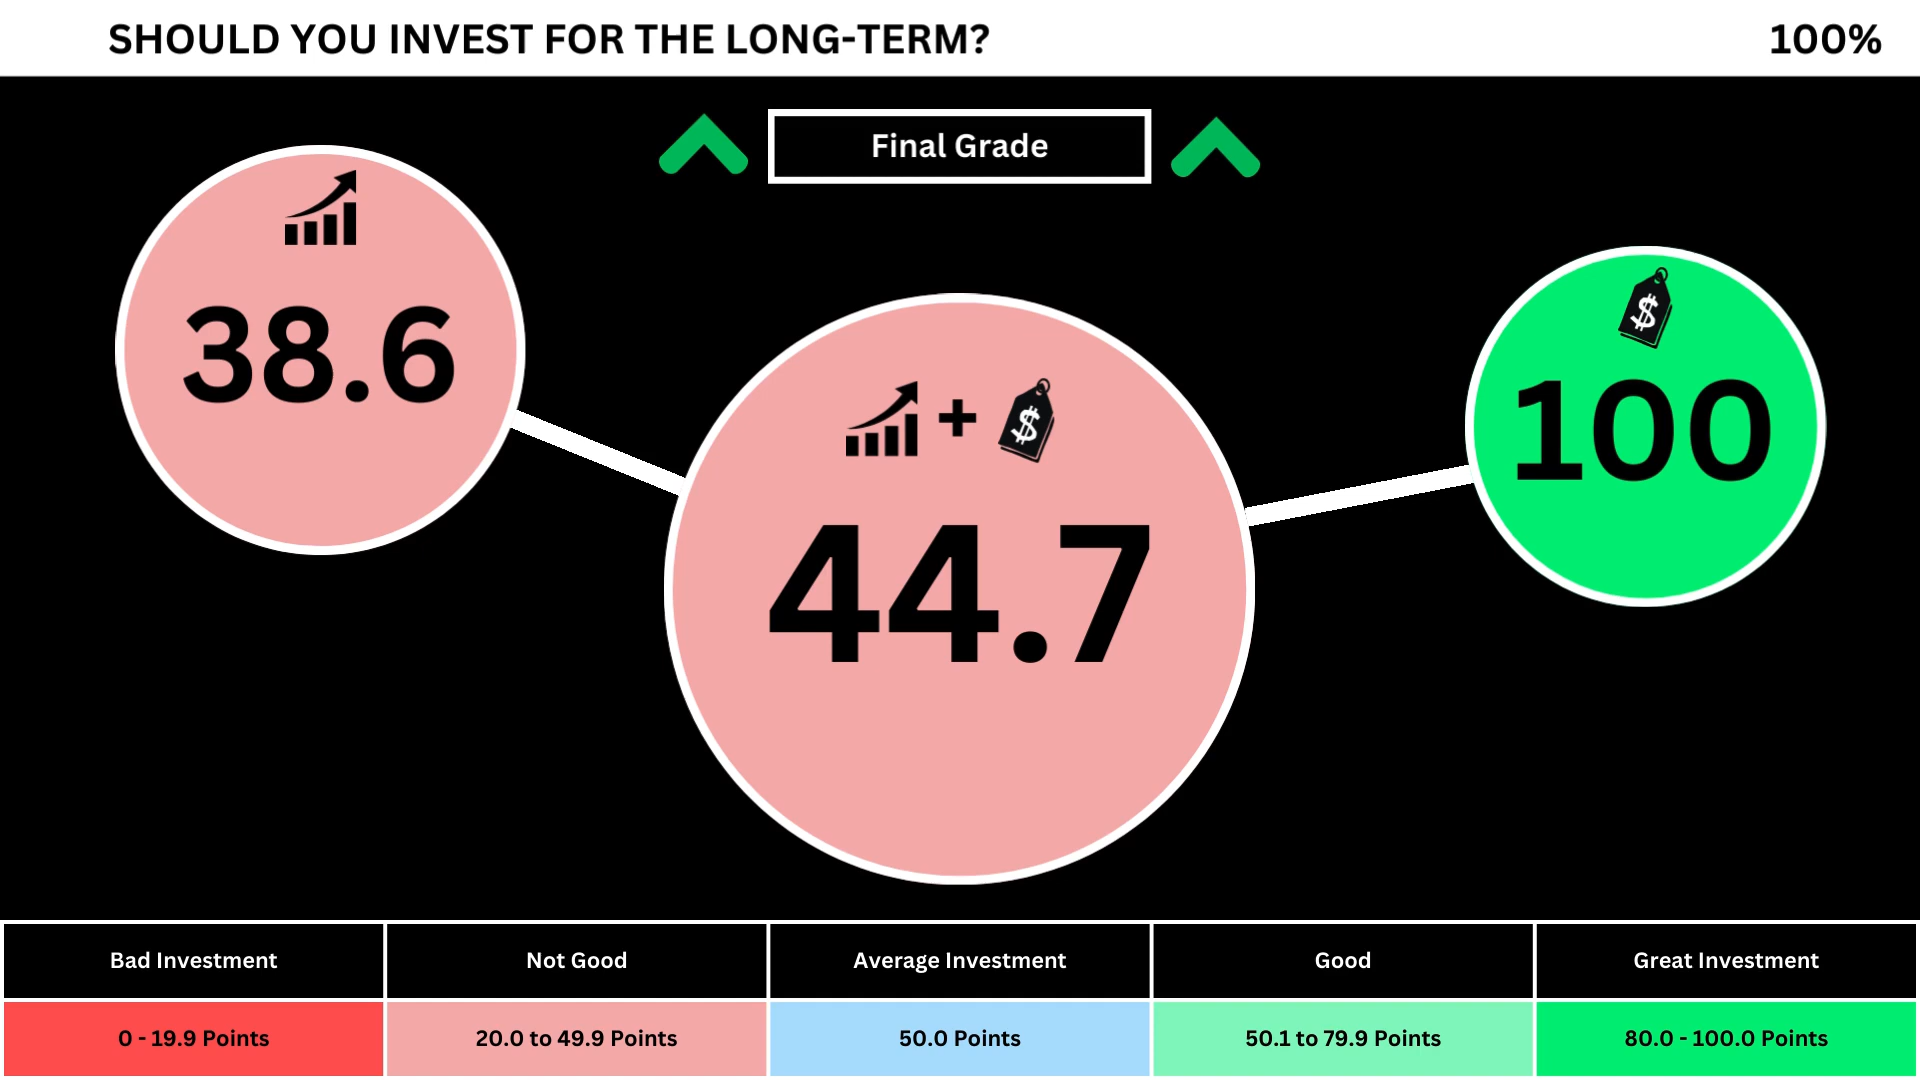 SHOULD YOU INVEST FOR THE LONG-TERM?
100%
Final Grade
38.6
$
+
$
44.7
100
Bad Investment
Not Good
Average Investment
Good
Great Investment
0 - 19.9 Points
20.0 to 49.9 Points
50.0 Points
50.1 to 79.9 Points
80.0 - 100.0 Points